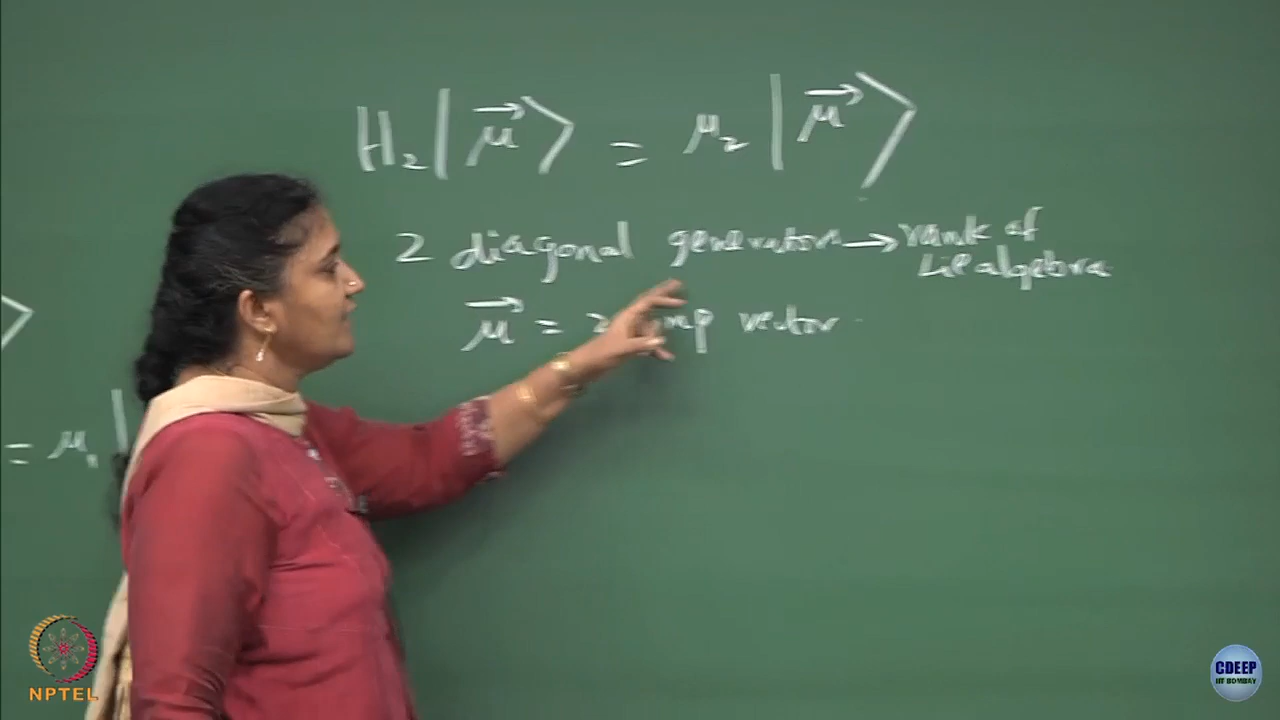 H₂|μ⃗⟩ = μ₂|μ⃗⟩
2 diagonal generators → rank of
Lie algebra
μ⃗ = 2 comp vector
= μ₁ |
NPTEL
CDEEP
IIT BOMBAY